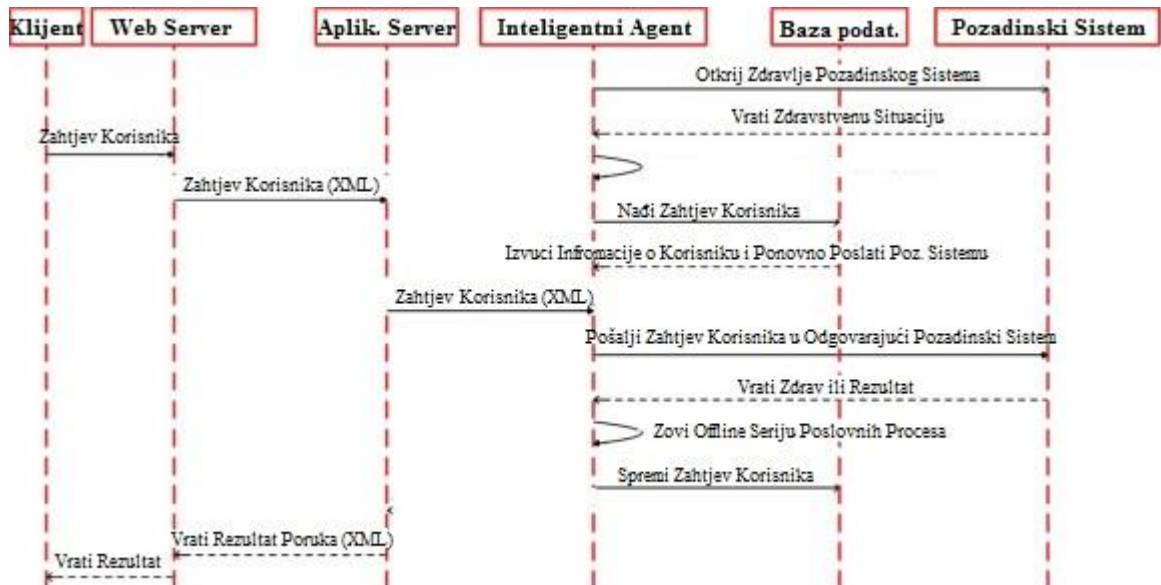 Klijent
Web Server
Aplik. Server
Inteligentni Agent
Baza podat.
Pozadinski Sistem
Otkrij Zdravlje Pozadinskog Sistema
Vrati Zdravstvenu Situaciju
Zahtjev Korisnika
Zahtjev Korisnika (XML)
Nađi Zahtjev Korisnika
Izvuci Infromacije o Korisniku i Ponovno Poslati Poz. Sistemu
Zahtjev Korisnika (XML)
Pošalji Zahtjev Korisnika u Odgovarajući Pozadinski Sistem
Vrati Zdrav ili Rezultat
Zovi Offline Seriju Poslovnih Procesa
Spremi Zahtjev Korisnika
Vrati Rezultat Poruka (XML)
Vrati Rezultat